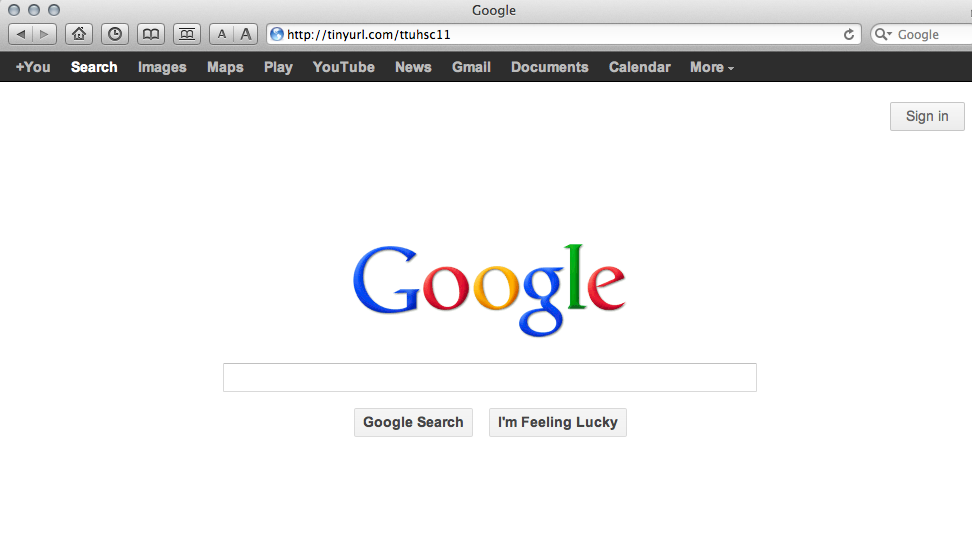 Google
A A http://tinyurl.com/ttuhsc11 Google
+You Search Images Maps Play YouTube News Gmail Documents Calendar More
Sign in
Google
Google Search I'm Feeling Lucky